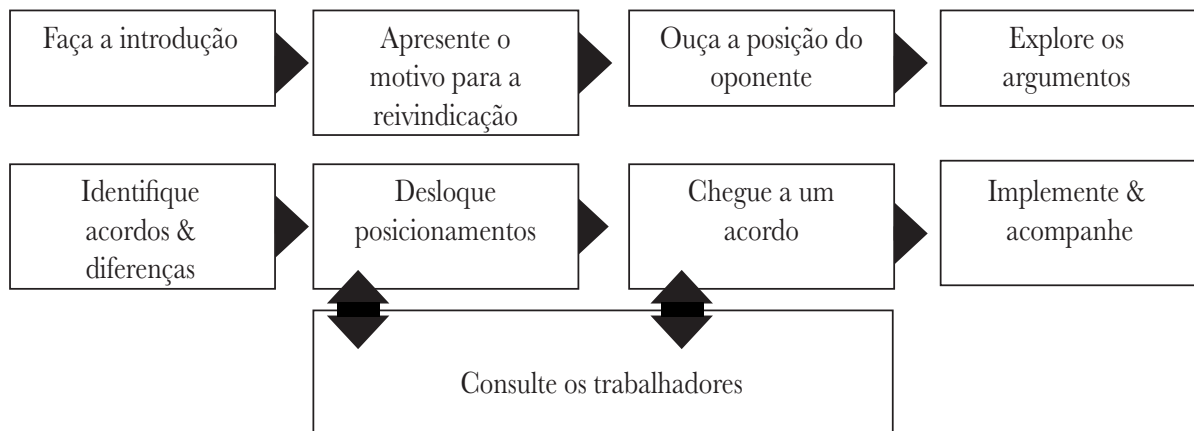 Faça a introdução
Apresente o
motivo para a
reivindicação
Ouça a posição do
oponente
Explore os
argumentos
Identifique
acordos &
diferenças
Desloque
posicionamentos
Chegue a um
acordo
Implemente &
acompanhe
Consulte os trabalhadores